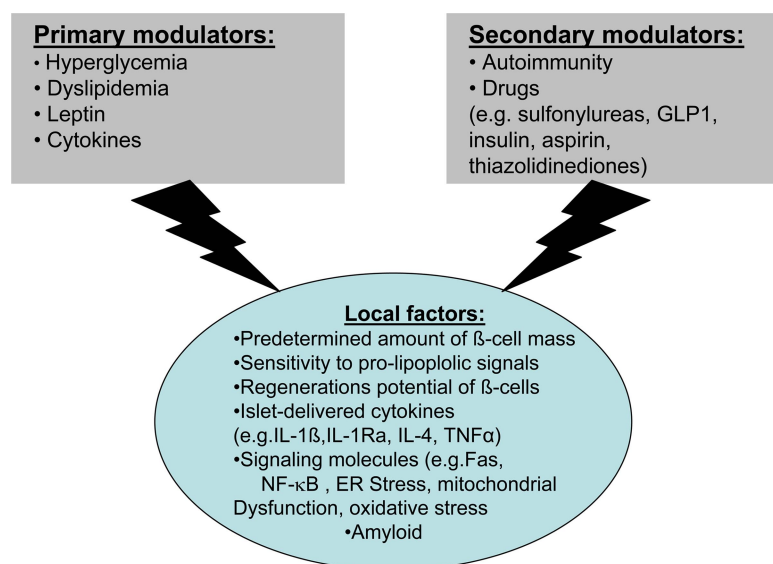 Primary modulators:
• Hyperglycemia
• Dyslipidemia
• Leptin
• Cytokines
Secondary modulators:
• Autoimmunity
• Drugs
(e.g. sulfonylureas, GLP1,
insulin, aspirin,
thiazolidinediones)
Local factors:
•Predetermined amount of ß-cell mass
•Sensitivity to pro-lipoplolic signals
•Regenerations potential of ß-cells
•Islet-delivered cytokines
(e.g.IL-1ß,IL-1Ra, IL-4, TNFα)
•Signaling molecules (e.g.Fas,
NF-κB , ER Stress, mitochondrial
Dysfunction, oxidative stress
•Amyloid